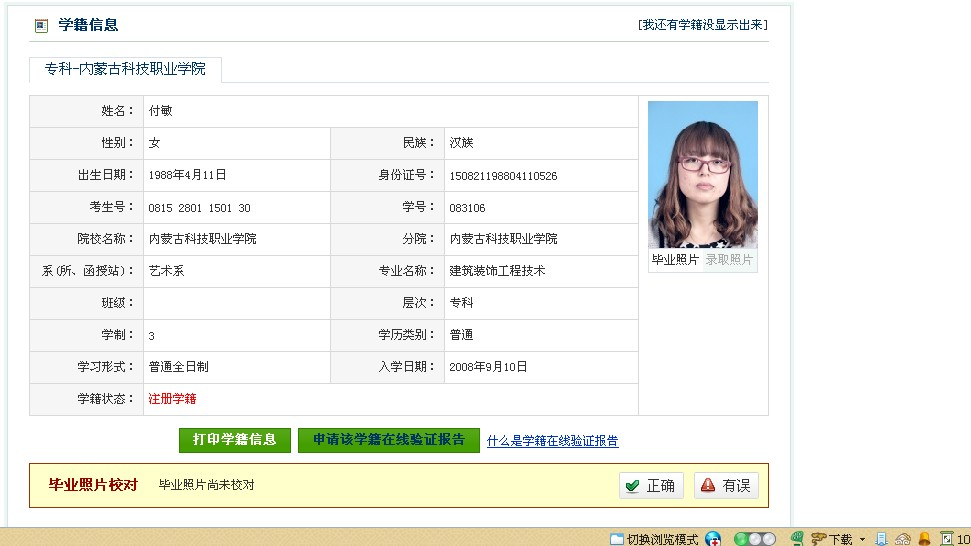 学籍信息 [我还有学籍没显示出来]
专科-内蒙古科技职业学院
姓名： 付敏
性别： 女 民族： 汉族
出生日期： 1988年4月11日 身份证号： 150821198804110526
考生号： 0815 2801 1501 30 学号： 083106
院校名称： 内蒙古科技职业学院 分院： 内蒙古科技职业学院
毕业照片 录取照片
系(所、函授站)： 艺术系 专业名称： 建筑装饰工程技术
班级： 层次： 专科
学制： 3 学历类别： 普通
学习形式： 普通全日制 入学日期： 2008年9月10日
学籍状态： 注册学籍
打印学籍信息 申请该学籍在线验证报告 什么是学籍在线验证报告
毕业照片校对 毕业照片尚未校对 正确 有误
切换浏览模式 下载 10